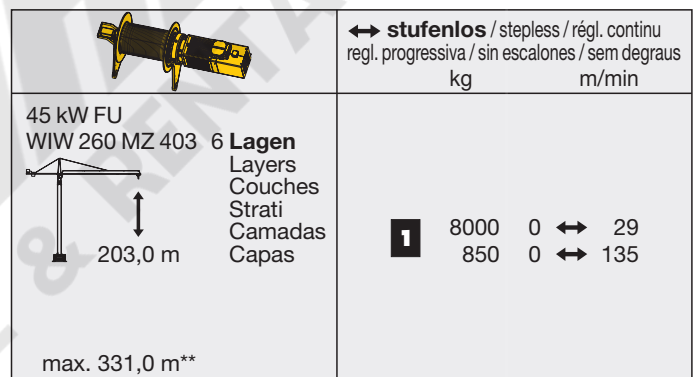 ↔ stufenlos / stepless / régl. continu
regl. progressiva / sin escalones / sem degraus
kg m/min
45 kW FU
WIW 260 MZ 403 6 Lagen
Layers
Couches
Strati
Camadas
Capas
203,0 m
1 8000 0 ↔ 29
850 0 ↔ 135
max. 331,0 m**
& RENTA